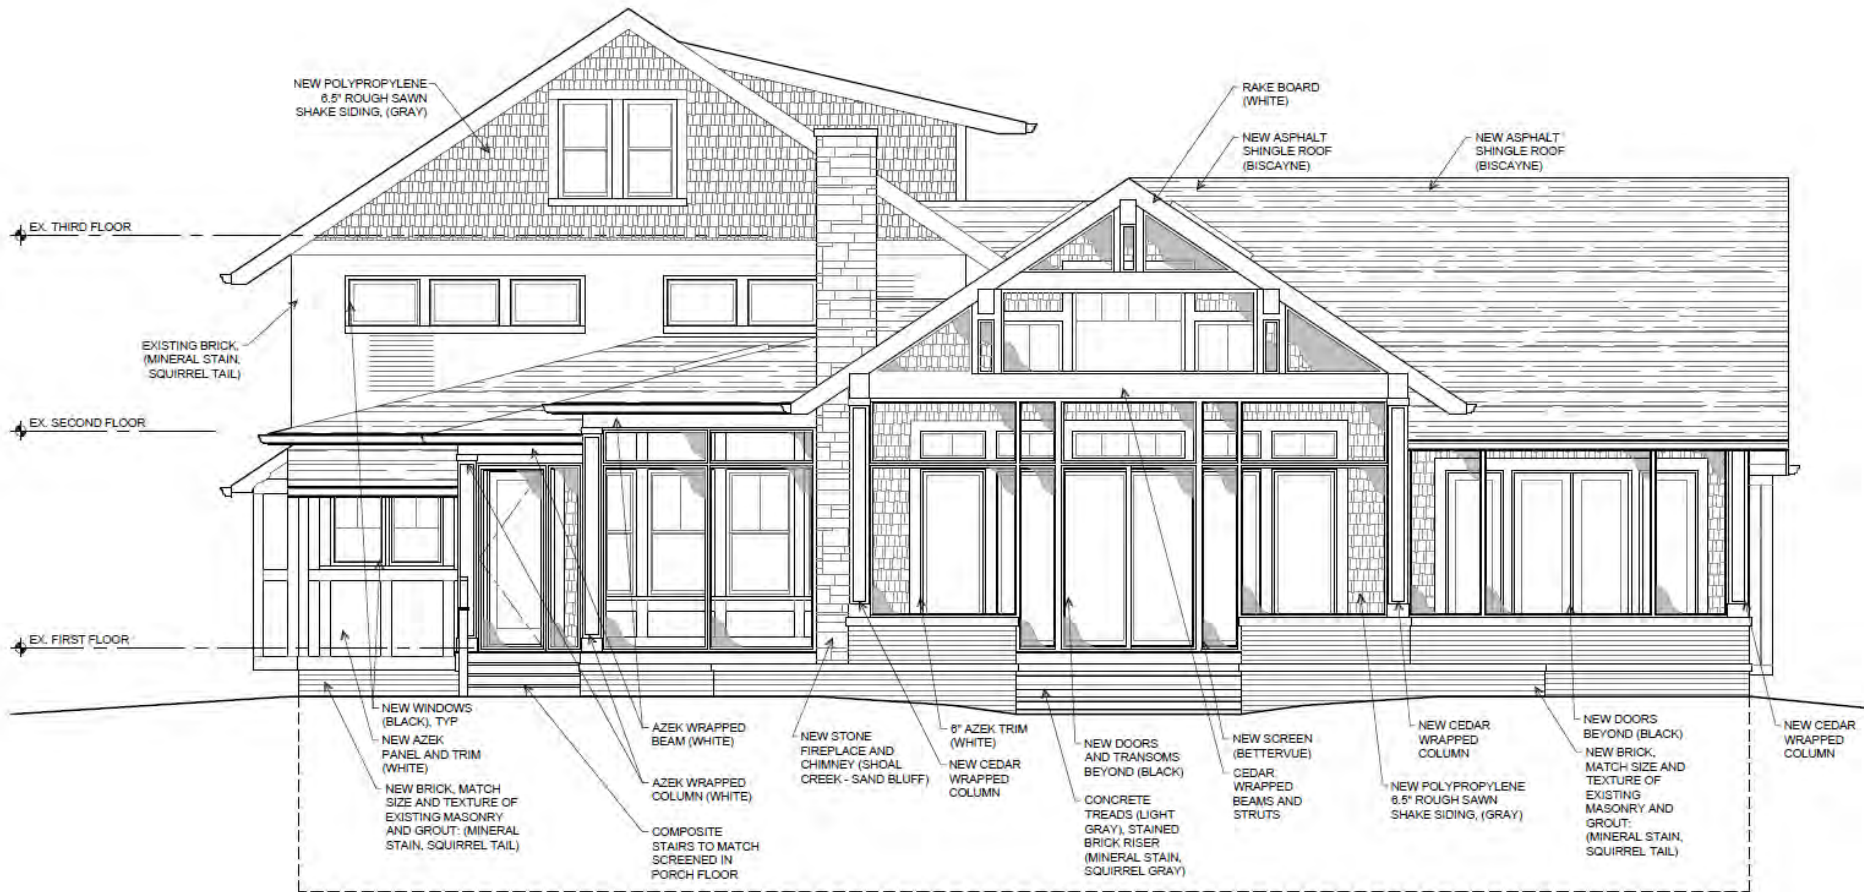 NEW POLYPROPYLENE
6.5" ROUGH SAWN
SHAKE SIDING, (GRAY)
RAKE BOARD
(WHITE)
NEW ASPHALT
SHINGLE ROOF
(BISCAYNE)
NEW ASPHALT
SHINGLE ROOF
(BISCAYNE)
EX. THIRD FLOOR
EXISTING BRICK,
(MINERAL STAIN,
SQUIRREL TAIL)
EX. SECOND FLOOR
EX. FIRST FLOOR
NEW WINDOWS
(BLACK), TYP
NEW AZEK
PANEL AND TRIM
(WHITE)
NEW BRICK, MATCH
SIZE AND TEXTURE OF
EXISTING MASONRY
AND GROUT: (MINERAL
STAIN, SQUIRREL TAIL)
AZEK WRAPPED
BEAM (WHITE)
AZEK WRAPPED
COLUMN (WHITE)
COMPOSITE
STAIRS TO MATCH
SCREENED IN
PORCH FLOOR
NEW STONE
FIREPLACE AND
CHIMNEY (SHOAL
CREEK - SAND BLUFF)
6" AZEK TRIM
(WHITE)
NEW CEDAR
WRAPPED
COLUMN
NEW DOORS
AND TRANSOMS
BEYOND (BLACK)
CONCRETE
TREADS (LIGHT
GRAY), STAINED
BRICK RISER
(MINERAL STAIN,
SQUIRREL GRAY)
NEW SCREEN
(BETTERVUE)
CEDAR
WRAPPED
BEAMS AND
STRUTS
NEW CEDAR
WRAPPED
COLUMN
NEW POLYPROPYLENE
6.5" ROUGH SAWN
SHAKE SIDING, (GRAY)
NEW DOORS
BEYOND (BLACK)
NEW BRICK,
MATCH SIZE AND
TEXTURE OF
EXISTING
MASONRY AND
GROUT:
(MINERAL STAIN,
SQUIRREL TAIL)
NEW CEDAR
WRAPPED
COLUMN